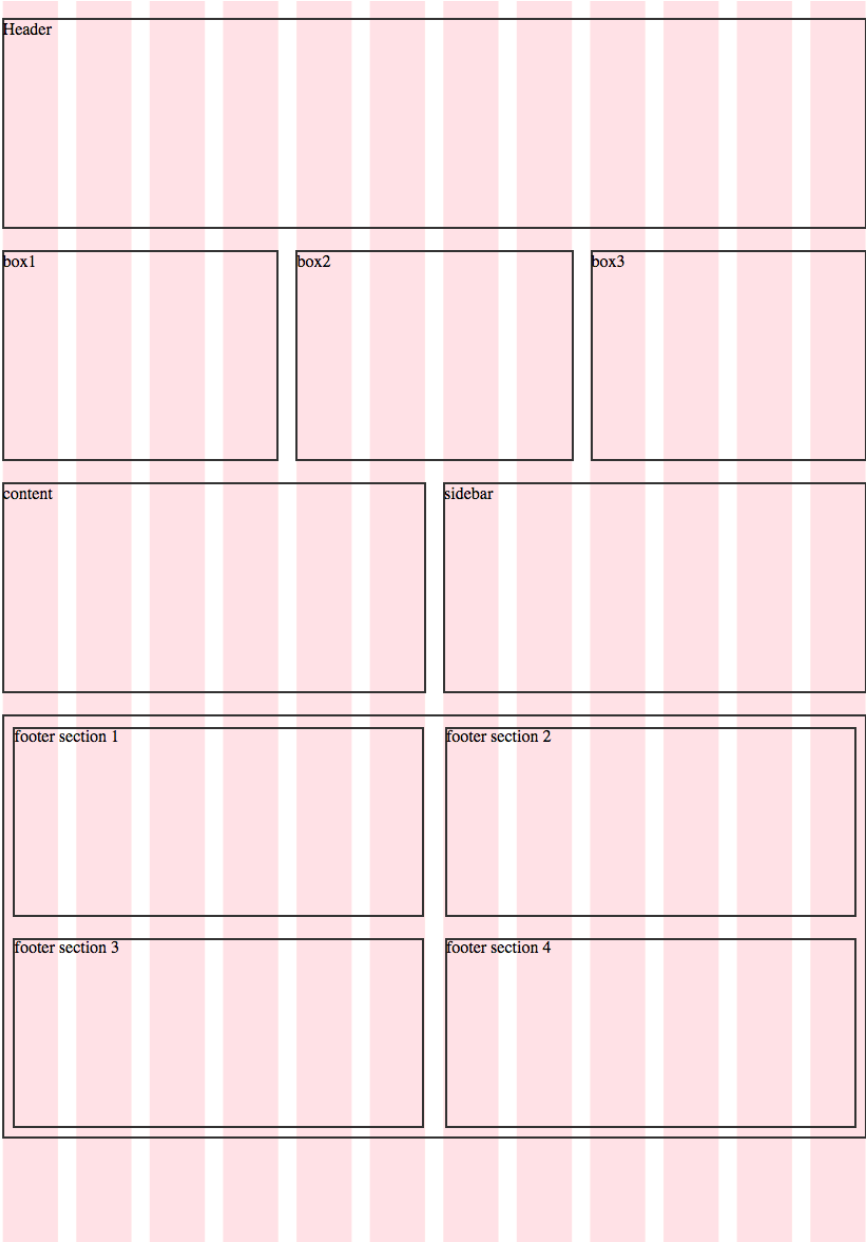 Header
box1
box2
box3
content
sidebar
footer section 1
footer section 2
footer section 3
footer section 4